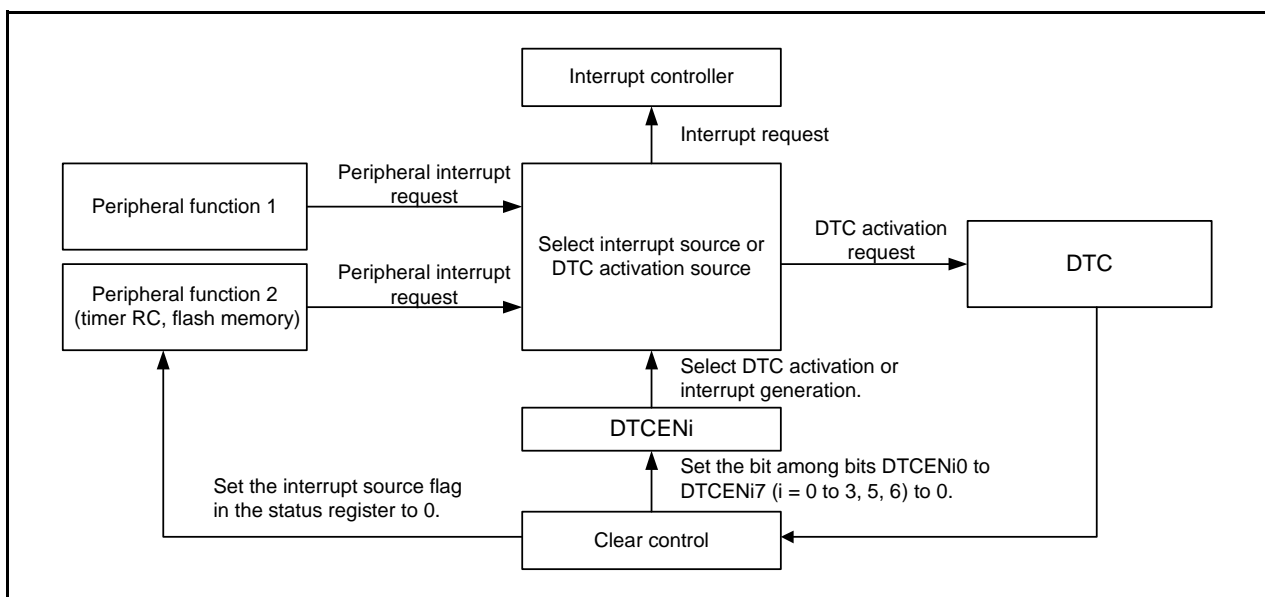 Interrupt controller
Interrupt request
Peripheral interrupt
request
Peripheral function 1
Select interrupt source or
DTC activation source
DTC activation
request
DTC
Peripheral interrupt
request
Peripheral function 2
(timer RC, flash memory)
Select DTC activation or
interrupt generation.
DTCENi
Set the interrupt source flag
in the status register to 0.
Set the bit among bits DTCENi0 to
DTCENi7 (i = 0 to 3, 5, 6) to 0.
Clear control